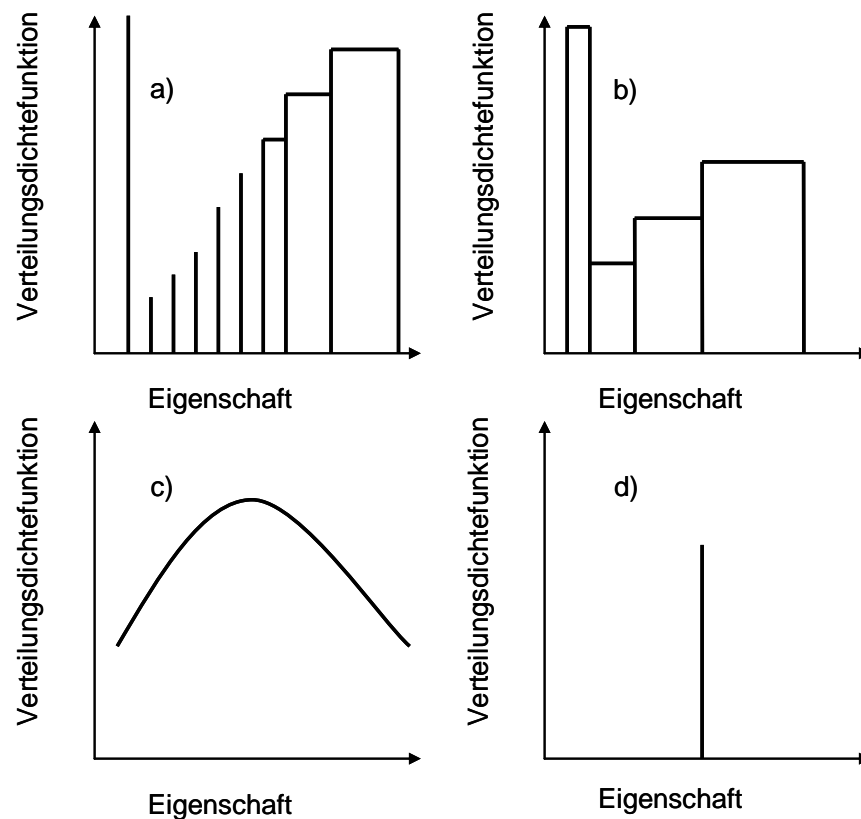 Verteilungsdichtefunktion
a)
Eigenschaft
Verteilungsdichtefunktion
b)
Eigenschaft
Verteilungsdichtefunktion
c)
Eigenschaft
Verteilungsdichtefunktion
d)
Eigenschaft